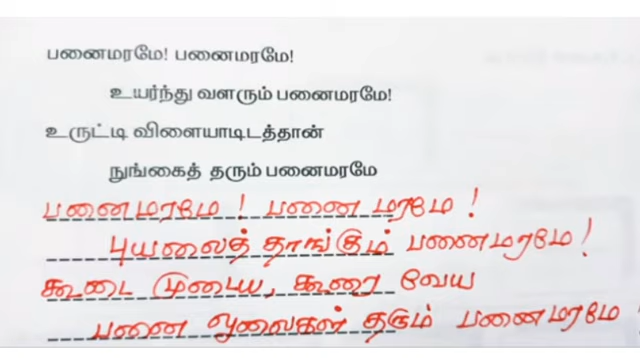 பனைமரமே! பனைமரமே!
உயர்ந்து வளரும் பனைமரமே!
உருட்டி விளையாடிடத்தான்
நுங்கைத் தரும் பனைமரமே
பனைமரமே! பனை மரமே!
புயலைத் தாங்கும் பனைமரமே!
கூடை முடைய, கூரை வேய
பனை ஓலைகள் தரும் பனைமரமே!